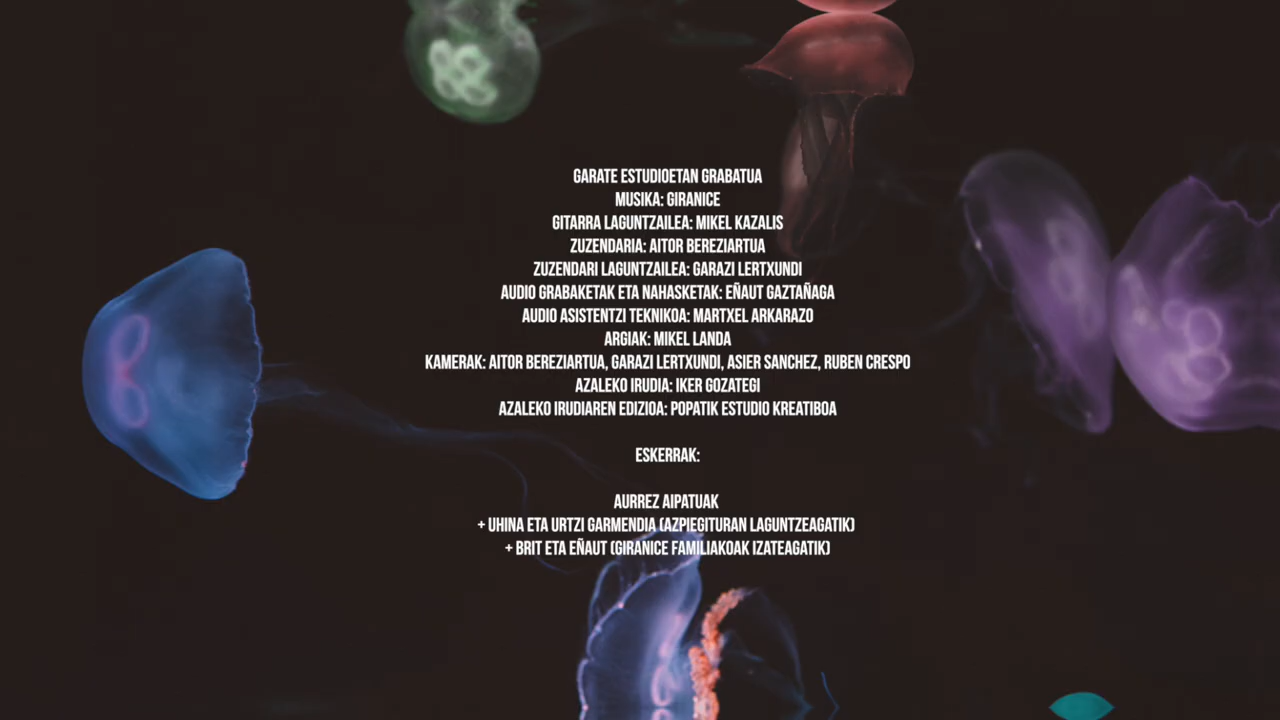 GARATE ESTUDIOETAN GRABATUA
MUSIKA: GIRANICE
GITARRA LAGUNTZAILEA: MIKEL KAZALIS
ZUZENDARIA: AITOR BEREZIARTUA
ZUZENDARI LAGUNTZAILEA: GARAZI LERTXUNDI
AUDIO GRABAKETAK ETA NAHASKETAK: EÑAUT GAZTAÑAGA
AUDIO ASISTENTZI TEKNIKOA: MARTXEL ARKARAZO
ARGIAK: MIKEL LANDA
KAMERAK: AITOR BEREZIARTUA, GARAZI LERTXUNDI, ASIER SANCHEZ, RUBEN CRESPO
AZALEKO IRUDIA: IKER GOZATEGI
AZALEKO IRUDIAREN EDIZIOA: POPATIK ESTUDIO KREATIBOA
ESKERRAK:
AURREZ AIPATUAK
+ UHINA ETA URTZI GARMENDIA (AZPIEGITURAN LAGUNTZEAGATIK)
+ BRIT ETA EÑAUT (GIRANICE FAMILIAKOAK IZATEAGATIK)